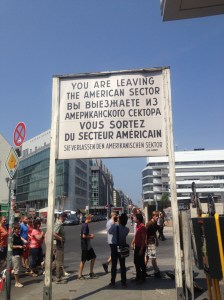 YOU ARE LEAVING
THE AMERICAN SECTOR
ВЫ ВЫЕЗЖАЕТЕ ИЗ
АМЕРИКАНСКОГО СЕКТОРА
VOUS SORTEZ
DU SECTEUR AMERICAIN
SIE VERLASSEN DEN AMERIKANISCHEN SEKTOR